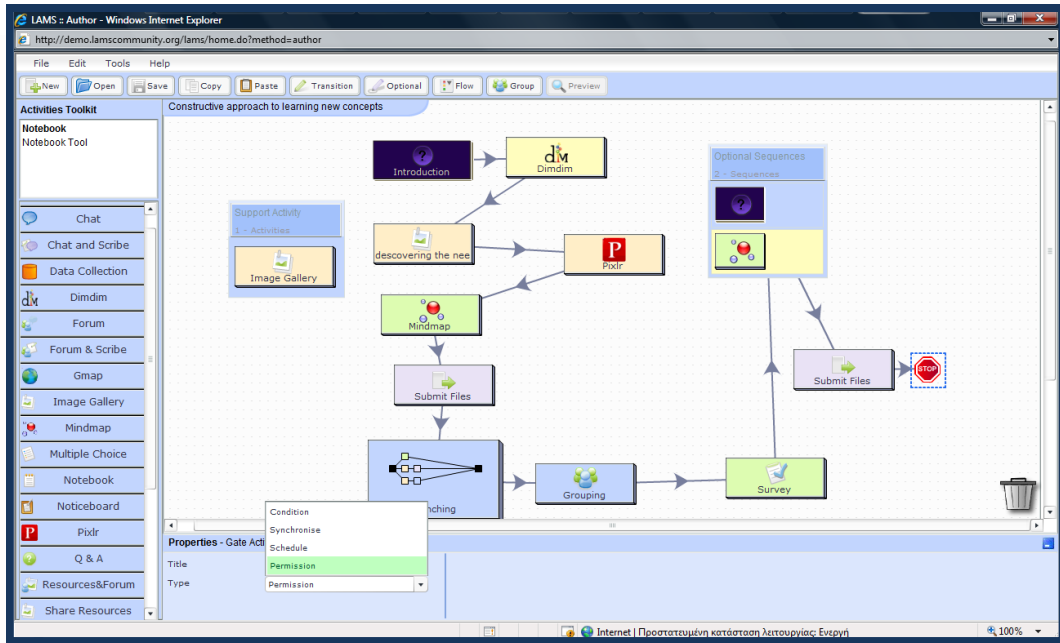 LAMS :: Author - Windows Internet Explorer
http://demo.lamscommunity.org/lams/home.do?method=author
File Edit Tools Help
New Open Save Copy Paste Transition Optional Flow Group Preview
Activities Toolkit
Notebook
Notebook Tool
Chat
Chat and Scribe
Data Collection
dM Dimdim
Forum
Forum & Scribe
Gmap
Image Gallery
Mindmap
Multiple Choice
Notebook
Noticeboard
P Pixlr
Q & A
Resources&Forum
Share Resources
Constructive approach to learning new concepts
Introduction
dM
Dimdim
Support Activity
1 - Activities
Image Gallery
descovering the nee
P
Pixlr
Mindmap
Submit Files
nching
Grouping
Survey
Optional Sequences
2 - Sequences
Submit Files
STOP
Properties - Gate Acti
Title
Type
Condition
Synchronise
Schedule
Permission
Permission
Internet | Προστατευμένη κατάσταση λειτουργίας: Ενεργή
100%